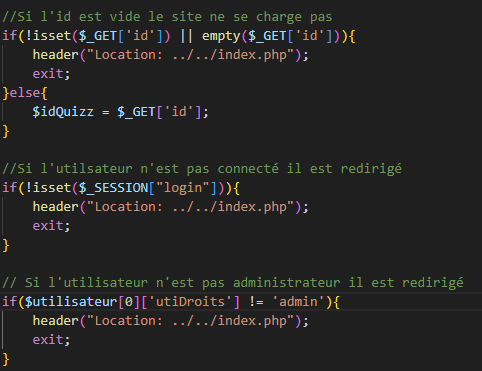 //Si l'id est vide le site ne se charge pas
if(!isset($_GET['id']) || empty($_GET['id'])){
header("Location: ../../index.php");
exit;
}else{
$idQuizz = $_GET['id'];
}
//Si l'utilsateur n'est pas connecté il est redirigé
if(!isset($_SESSION["login"])){
header("Location: ../../index.php");
exit;
}
// Si l'utilisateur n'est pas administrateur il est redirigé
if($utilisateur[0]['utiDroits'] != 'admin'){
header("Location: ../../index.php");
exit;
}